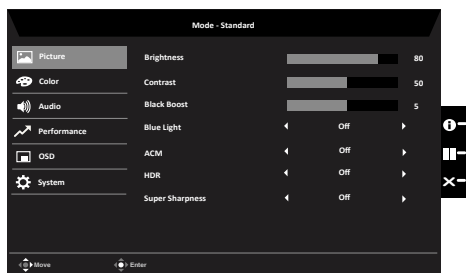 Mode - Standard
Picture
Color
Audio
Performance
OSD
System
Brightness 80
Contrast 50
Black Boost 5
Blue Light Off
ACM Off
HDR Off
Super Sharpness Off
Move Enter